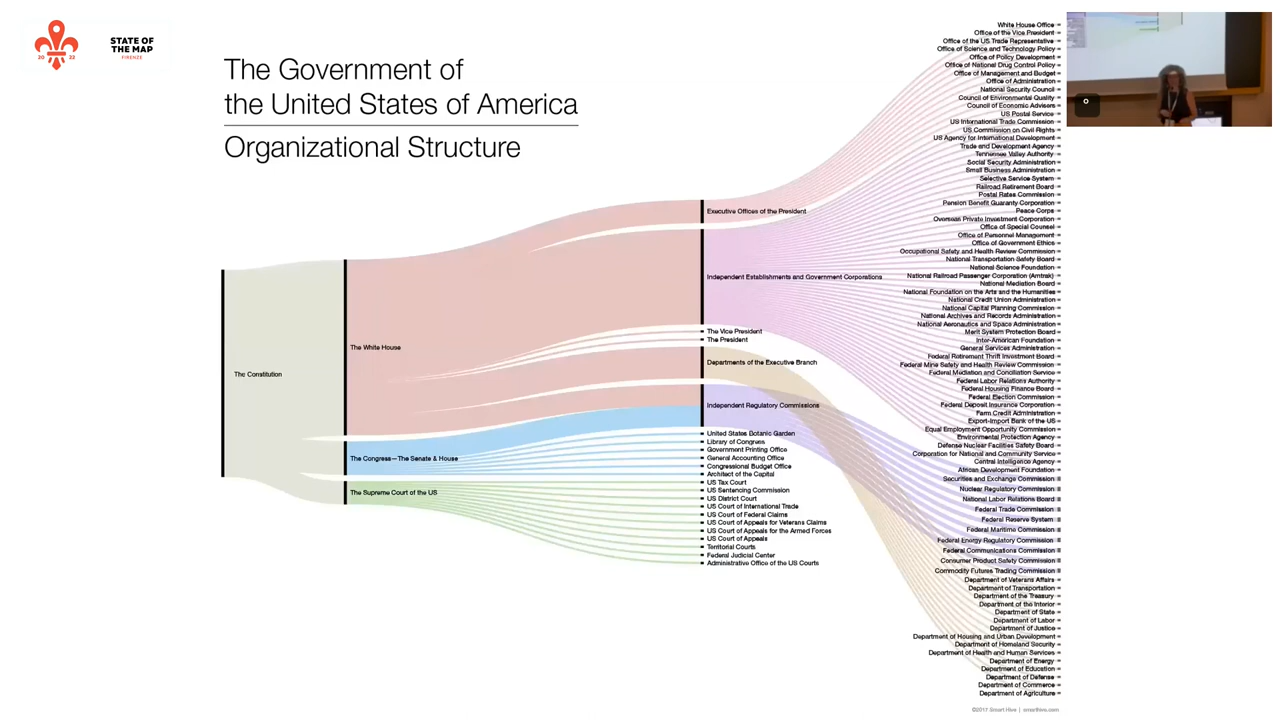 STATE OF
THE MAP
FIRENZE
20 22
The Government of
the United States of America
Organizational Structure
The Constitution
The White House
The Congress—The Senate & House
The Supreme Court of the US
Executive Offices of the President
Independent Establishments and Government Corporations
The Vice President
The President
Departments of the Executive Branch
Independent Regulatory Commissions
United States Botanic Garden
Library of Congress
Government Printing Office
General Accounting Office
Congressional Budget Office
Architect of the Capital
US Tax Court
US Sentencing Commission
US District Court
US Court of International Trade
US Court of Federal Claims
US Court of Appeals for Veterans Claims
US Court of Appeals for the Armed Forces
US Court of Appeals
Territorial Courts
Federal Judicial Center
Administrative Office of the US Courts
White House Office
Office of the Vice President
Office of the US Trade Representative
Office of Science and Technology Policy
Office of Policy Development
Office of National Drug Control Policy
Office of Management and Budget
Office of Administration
National Security Council
Council of Environmental Quality
Council of Economic Advisers
US Postal Service
US International Trade Commission
US Commission on Civil Rights
US Agency for International Development
Trade and Development Agency
Tennessee Valley Authority
Social Security Administration
Small Business Administration
Selective Service System
Railroad Retirement Board
Postal Rates Commission
Pension Benefit Guaranty Corporation
Peace Corps
Overseas Private Investment Corporation
Office of Special Counsel
Office of Personnel Management
Office of Government Ethics
Occupational Safety and Health Review Commission
National Transportation Safety Board
National Science Foundation
National Railroad Passenger Corporation (Amtrak)
National Mediation Board
National Foundation on the Arts and the Humanities
National Credit Union Administration
National Capital Planning Commission
National Archives and Records Administration
National Aeronautics and Space Administration
Merit System Protection Board
Inter-American Foundation
General Services Administration
Federal Retirement Thrift Investment Board
Federal Mine Safety and Health Review Commission
Federal Mediation and Conciliation Service
Federal Labor Relations Authority
Federal Housing Finance Board
Federal Election Commission
Federal Deposit Insurance Corporation
Farm Credit Administration
Export-Import Bank of the US
Equal Employment Opportunity Commission
Environmental Protection Agency
Defense Nuclear Facilities Safety Board
Corporation for National and Community Service
Central Intelligence Agency
African Development Foundation
Securities and Exchange Commission
Nuclear Regulatory Commission
National Labor Relations Board
Federal Trade Commission
Federal Reserve System
Federal Maritime Commission
Federal Energy Regulatory Commission
Federal Communications Commission
Consumer Product Safety Commission
Commodity Futures Trading Commission
Department of Veterans Affairs
Department of Transportation
Department of the Treasury
Department of the Interior
Department of State
Department of Labor
Department of Justice
Department of Housing and Urban Development
Department of Homeland Security
Department of Health and Human Services
Department of Energy
Department of Education
Department of Defense
Department of Commerce
Department of Agriculture
©2017 Smart Hive | smarthive.com